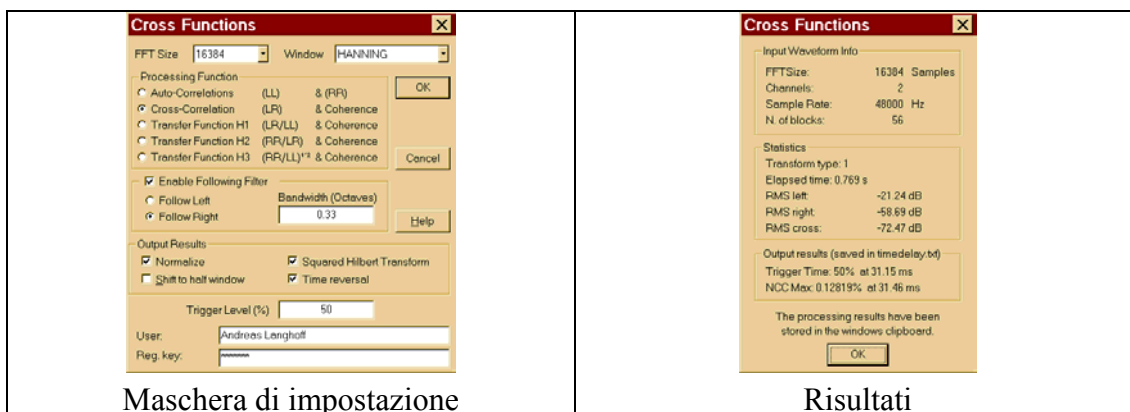 Cross Functions
FFT Size 16384 Window HANNING
Processing Function
Auto-Correlations (LL) & (RR)
Cross-Correlation (LR) & Coherence
Transfer Function H1 (LR/LL) & Coherence
Transfer Function H2 (RR/LR) & Coherence
Transfer Function H3 (RR/LL) & Coherence
OK
Cancel
Enable Following Filter
Follow Left
Follow Right
Bandwidth (Octaves)
0.33
Help
Output Results
Normalize
Squared Hilbert Transform
Shift to half window
Time reversal
Trigger Level (%) 50
User: Andreas Langhoff
Reg. key:
Maschera di impostazione
Cross Functions
Input Waveform Info
FFTSize: 16384 Samples
Channels: 2
Sample Rate: 48000 Hz
N. of blocks: 56
Statistics
Transform type: 1
Elapsed time: 0.769 s
RMS left: -21.24 dB
RMS right: -58.69 dB
RMS cross: -72.47 dB
Output results (saved in timedelay.txt)
Trigger Time: 50% at 31.15 ms
NCC Max: 0.12819% at 31.46 ms
The processing results have been
stored in the windows clipboard.
OK
Risultati